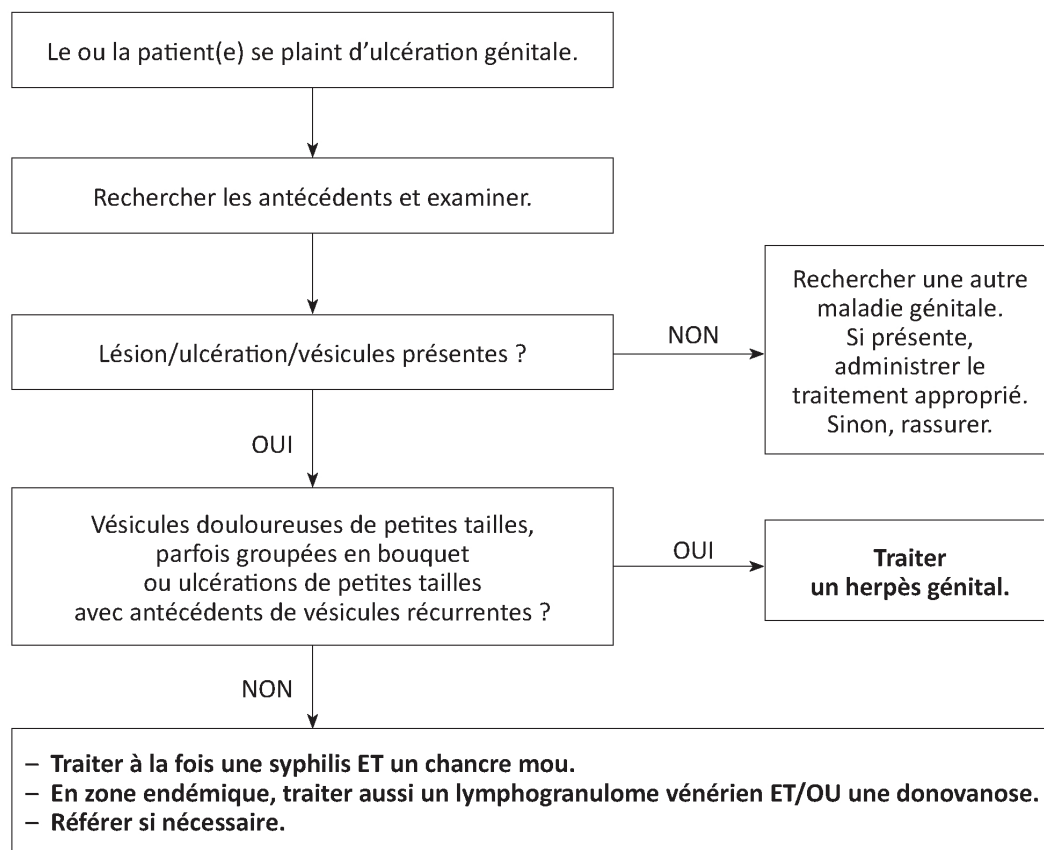 Le ou la patient(e) se plaint d’ulcération génitale.
Rechercher les antécédents et examiner.
Lésion/ulcération/vésicules présentes ?
NON
Rechercher une autre
maladie génitale.
Si présente,
administrer le
traitement approprié.
Sinon, rassurer.
OUI
Vésicules douloureuses de petites tailles,
parfois groupées en bouquet
ou ulcérations de petites tailles
avec antécédents de vésicules récurrentes ?
OUI
Traiter
un herpès génital.
NON
– Traiter à la fois une syphilis ET un chancre mou.
– En zone endémique, traiter aussi un lymphogranulome vénérien ET/OU une donovanose.
– Référer si nécessaire.